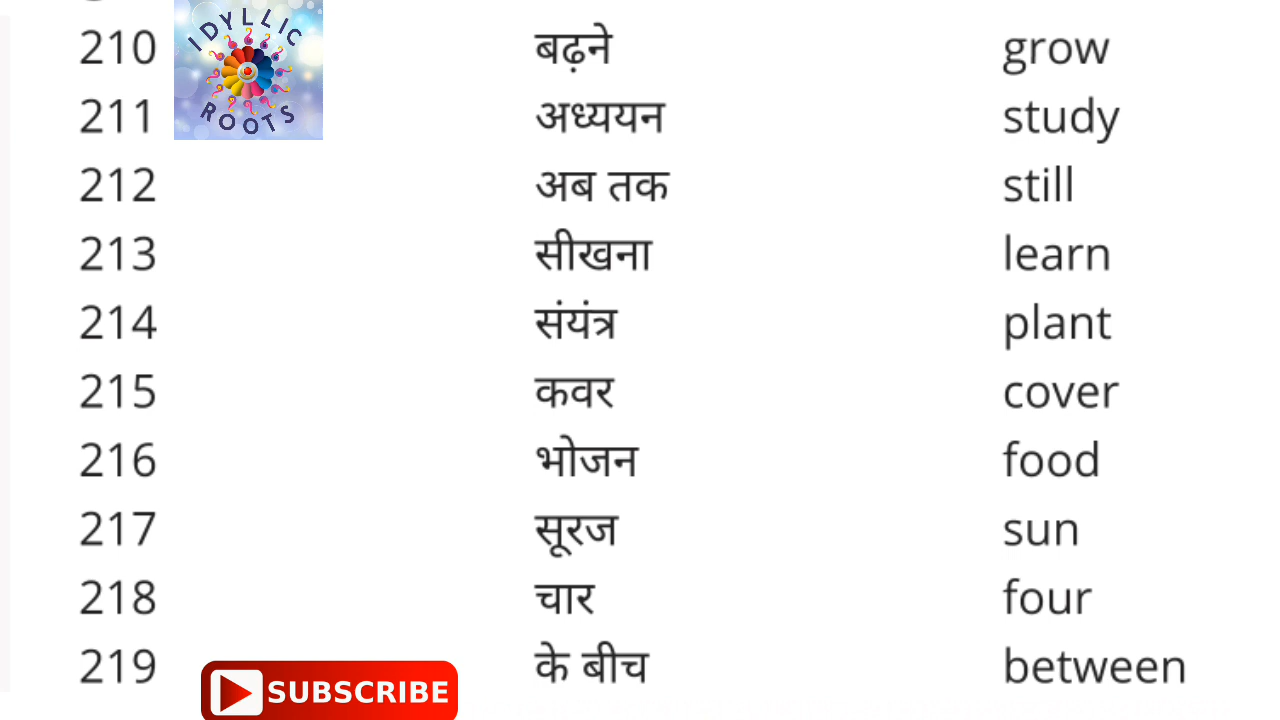 IDYLLIC
ROOTS
210 बढ़ने grow
211 अध्ययन study
212 अब तक still
213 सीखना learn
214 संयंत्र plant
215 कवर cover
216 भोजन food
217 सूरज sun
218 चार four
219 के बीच between
SUBSCRIBE